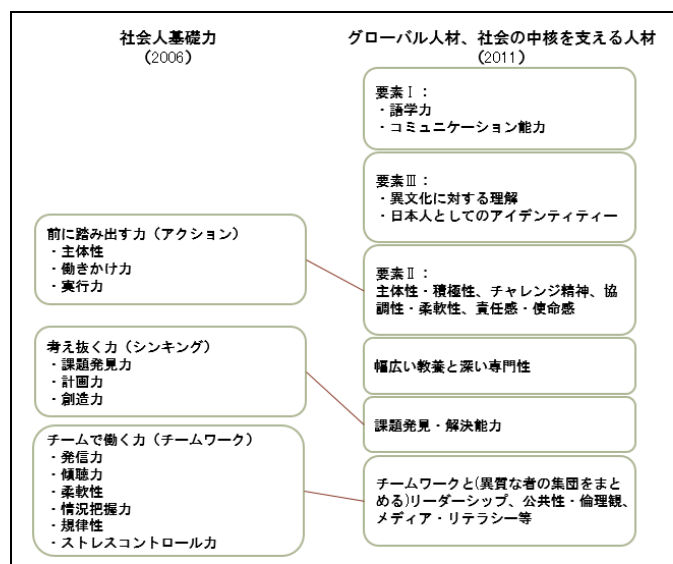 社会人基礎力
（2006）
グローバル人材、社会の中核を支える人材
（2011）
前に踏み出す力（アクション）
・主体性
・働きかけ力
・実行力
考え抜く力（シンキング）
・課題発見力
・計画力
・創造力
チームで働く力（チームワーク）
・発信力
・傾聴力
・柔軟性
・情況把握力
・規律性
・ストレスコントロール力
要素Ⅰ：
・語学力
・コミュニケーション能力
要素Ⅲ：
・異文化に対する理解
・日本人としてのアイデンティティー
要素Ⅱ：
主体性・積極性、チャレンジ精神、協
調性・柔軟性、責任感・使命感
幅広い教養と深い専門性
課題発見・解決能力
チームワークと(異質な者の集団をまと
める)リーダーシップ、公共性・倫理観、
メディア・リテラシー等